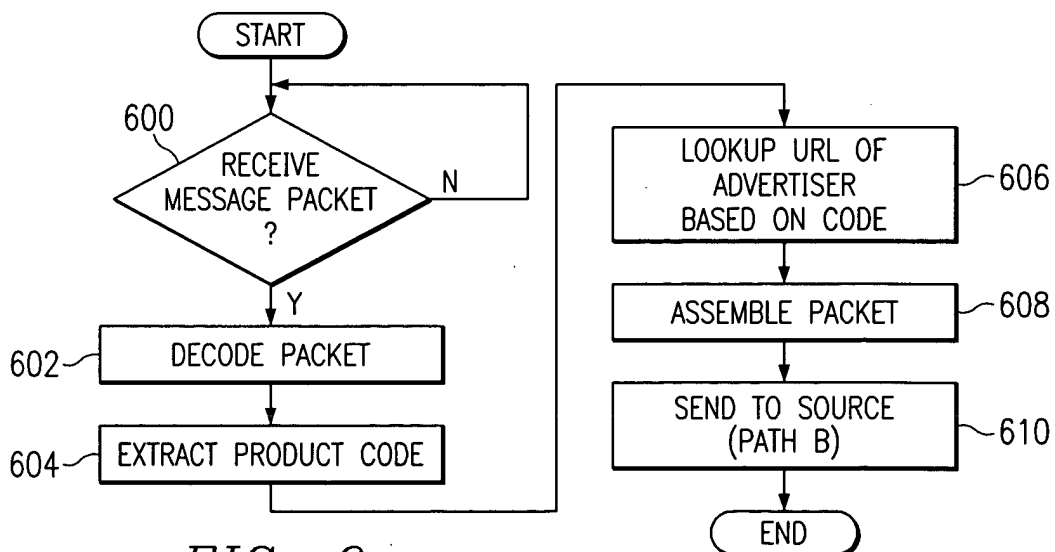 START
600
RECEIVE
MESSAGE PACKET
?
N
Y
602
DECODE PACKET
604
EXTRACT PRODUCT CODE
LOOKUP URL OF
ADVERTISER
BASED ON CODE
606
ASSEMBLE PACKET
608
SEND TO SOURCE
(PATH B)
610
END
FIG.